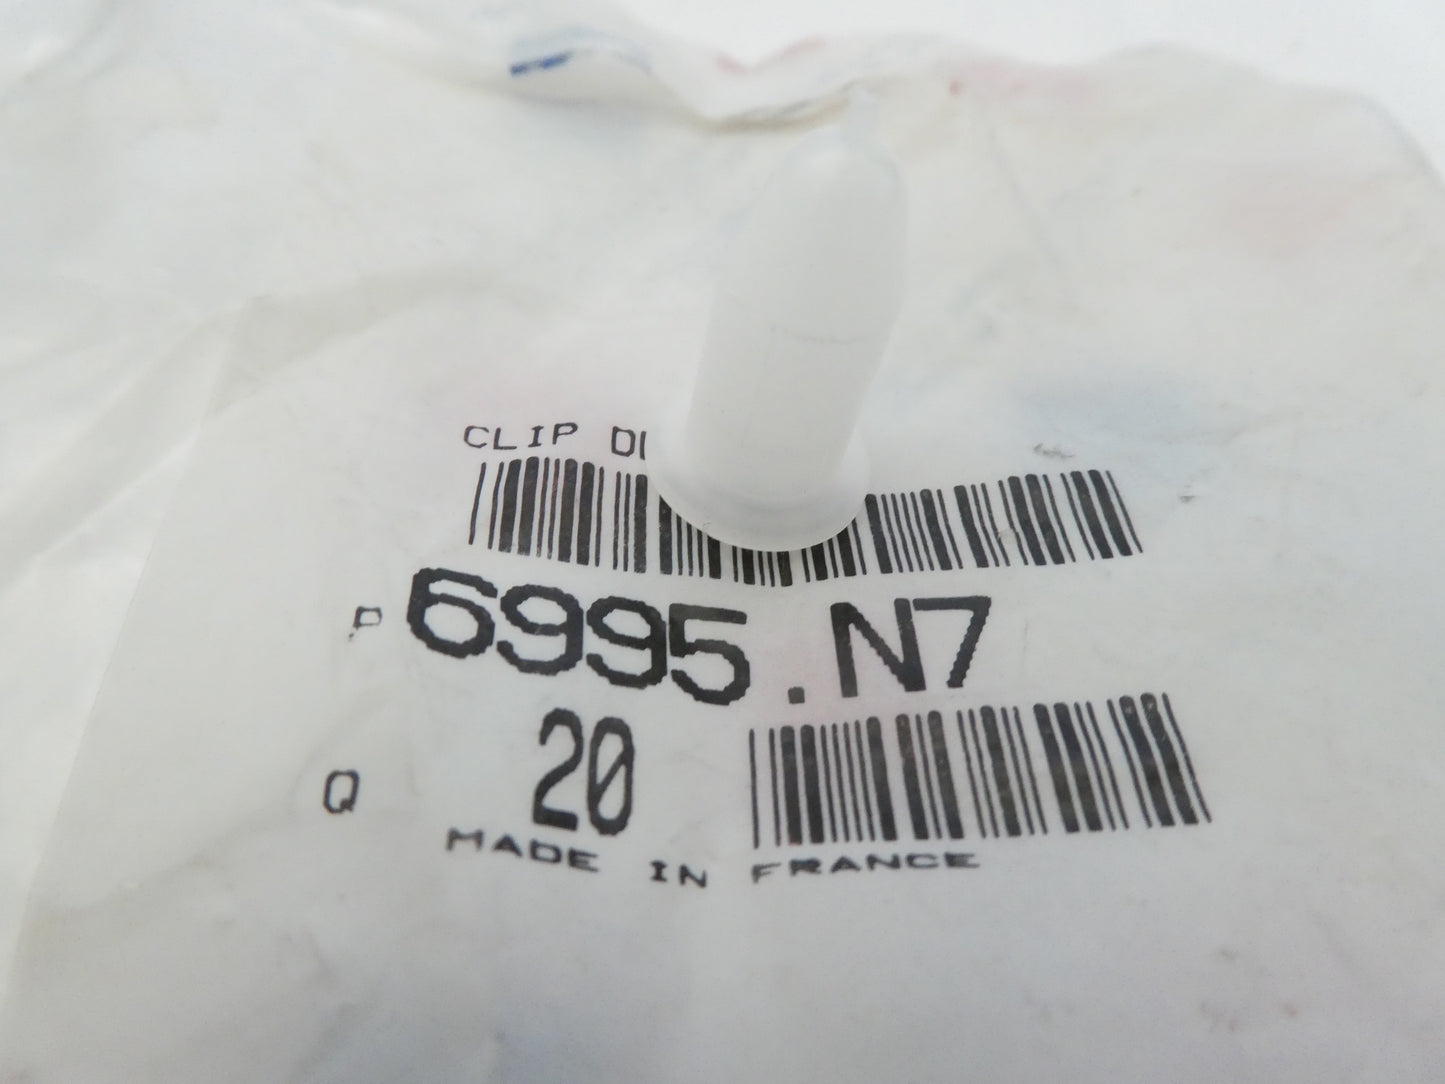 CLIP
P 6995.N7
Q 20
MADE IN FRANCE